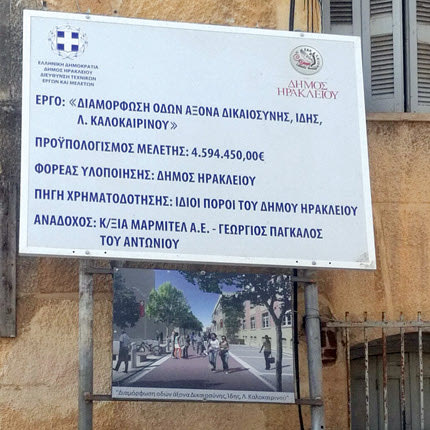 ΕΛΛΗΝΙΚΗ ΔΗΜΟΚΡΑΤΙΑ
ΔΗΜΟΣ ΗΡΑΚΛΕΙΟΥ
ΔΙΕΥΘΥΝΣΗ ΤΕΧΝΙΚΩΝ
ΕΡΓΩΝ ΚΑΙ ΜΕΛΕΤΩΝ
ΔΗΜΟΣ
ΗΡΑΚΛΕΙΟΥ
ΕΡΓΟ: «ΔΙΑΜΟΡΦΩΣΗ ΟΔΩΝ ΑΞΟΝΑ ΔΙΚΑΙΟΣΥΝΗΣ, ΙΔΗΣ,
Λ. ΚΑΛΟΚΑΙΡΙΝΟΥ»
ΠΡΟΫΠΟΛΟΓΙΣΜΟΣ ΜΕΛΕΤΗΣ: 4.594.450,00€
ΦΟΡΕΑΣ ΥΛΟΠΟΙΗΣΗΣ: ΔΗΜΟΣ ΗΡΑΚΛΕΙΟΥ
ΠΗΓΗ ΧΡΗΜΑΤΟΔΟΤΗΣΗΣ: ΙΔΙΟΙ ΠΟΡΟΙ ΤΟΥ ΔΗΜΟΥ ΗΡΑΚΛΕΙΟΥ
ΑΝΑΔΟΧΟΣ: Κ/ΞΙΑ ΜΑΡΜΙΤΕΛ Α.Ε. - ΓΕΩΡΓΙΟΣ ΠΑΓΚΑΛΟΣ
ΤΟΥ ΑΝΤΩΝΙΟΥ
"Διαμόρφωση οδών άξονα Δικαιοσύνης, Ίδης, Λ. Καλοκαιρινού"